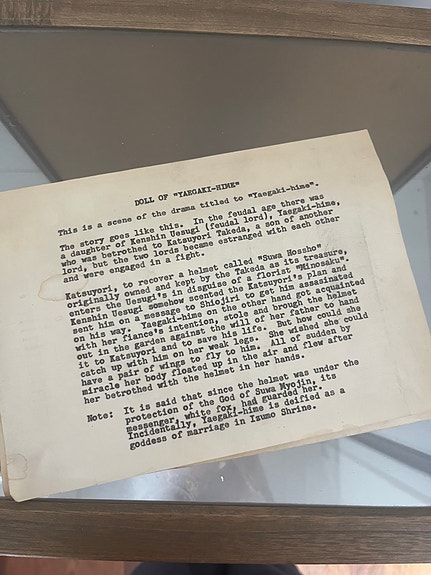 DOLL OF "YAEGAKI-HIME"
This is a scene of the drama titled to "Yaegaki-hime".
The story goes like this. In the feudal age there was
a daughter of Kenshin Uesugi (feudal lord), Yaegaki-hime,
who was betrothed to Katsuyori Takeda, a son of another
lord, but the two lords became estranged with each other
and were engaged in a fight.
Katsuyori, to recover a helmet called "Suwa Hossho"
originally owned and kept by the Takeda as its treasure,
enters the Uesugi's in disguise of a florist "Minosaku".
Kenshin Uesugi somehow scented the Katsuyori's plan and
sent him on a message to Shiojiri to get him assasinated
on his way. Yaegaki-hime on the other hand got acquainted
with her fiance's intention, stole and through the helmet
out in the garden against the will of her father to hand
it to Katsuyori and to save his life. But how could she
catch up with him on her weak legs. She wished she could
have a pair of wings to fly to him. All of sudden by
miracle her body floated up in the air and flew after
her betrothed with the helmet in her hands.
Note: It is said that since the helmet was under the
protection of the God of Suwa Myojin, its
messenger, white fox, had guarded her.
Incidentally, Yaegaki-hime is deified as a
goddess of marriage in Isumo Shrine.